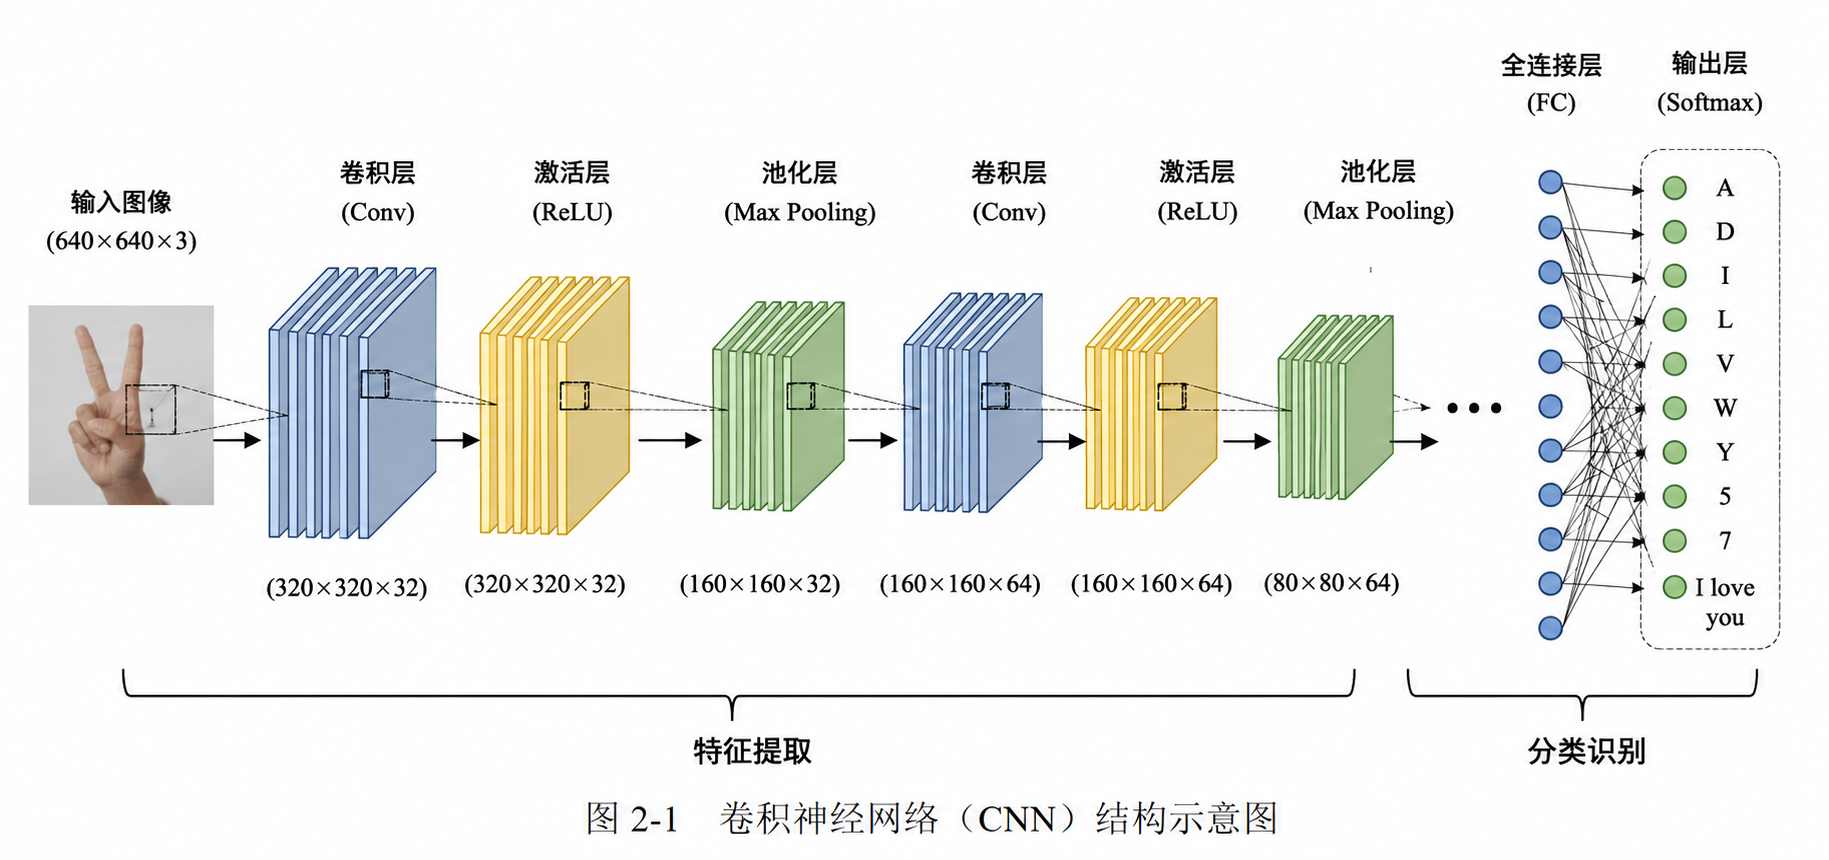 输入图像
(640×640×3)
卷积层
(Conv)
激活层
(ReLU)
池化层
(Max Pooling)
卷积层
(Conv)
激活层
(ReLU)
池化层
(Max Pooling)
全连接层
(FC)
输出层
(Softmax)
A
D
I
L
V
W
Y
5
7
I love
you
(320×320×32)
(320×320×32)
(160×160×32)
(160×160×64)
(160×160×64)
(80×80×64)
特征提取
分类识别
图 2-1 卷积神经网络（CNN）结构示意图